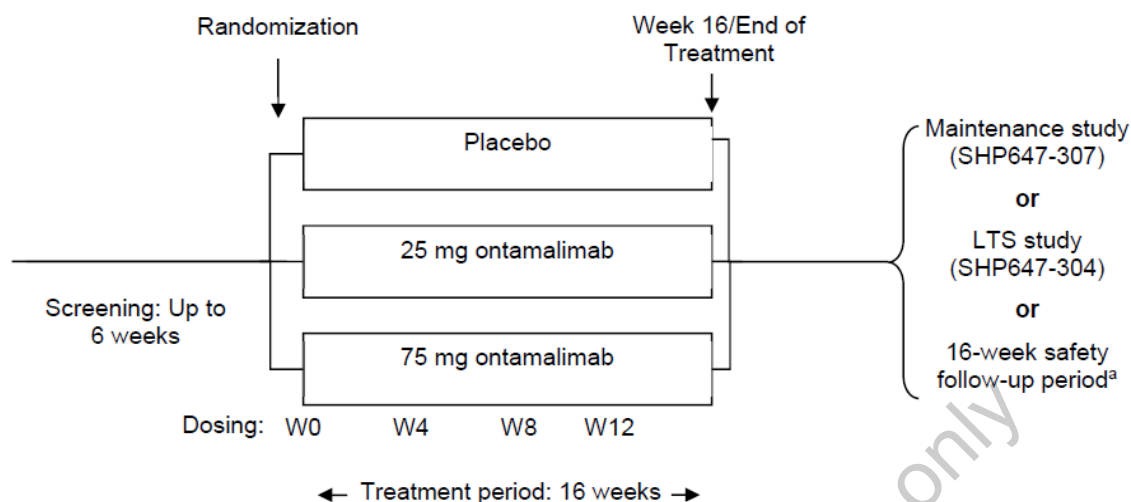 Randomization
Week 16/End of
Treatment
Placebo
25 mg ontamalimab
75 mg ontamalimab
Screening: Up to
6 weeks
Maintenance study
(SHP647-307)
or
LTS study
(SHP647-304)
or
16-week safety
follow-up periodᵃ
Dosing: W0 W4 W8 W12
Treatment period: 16 weeks
only